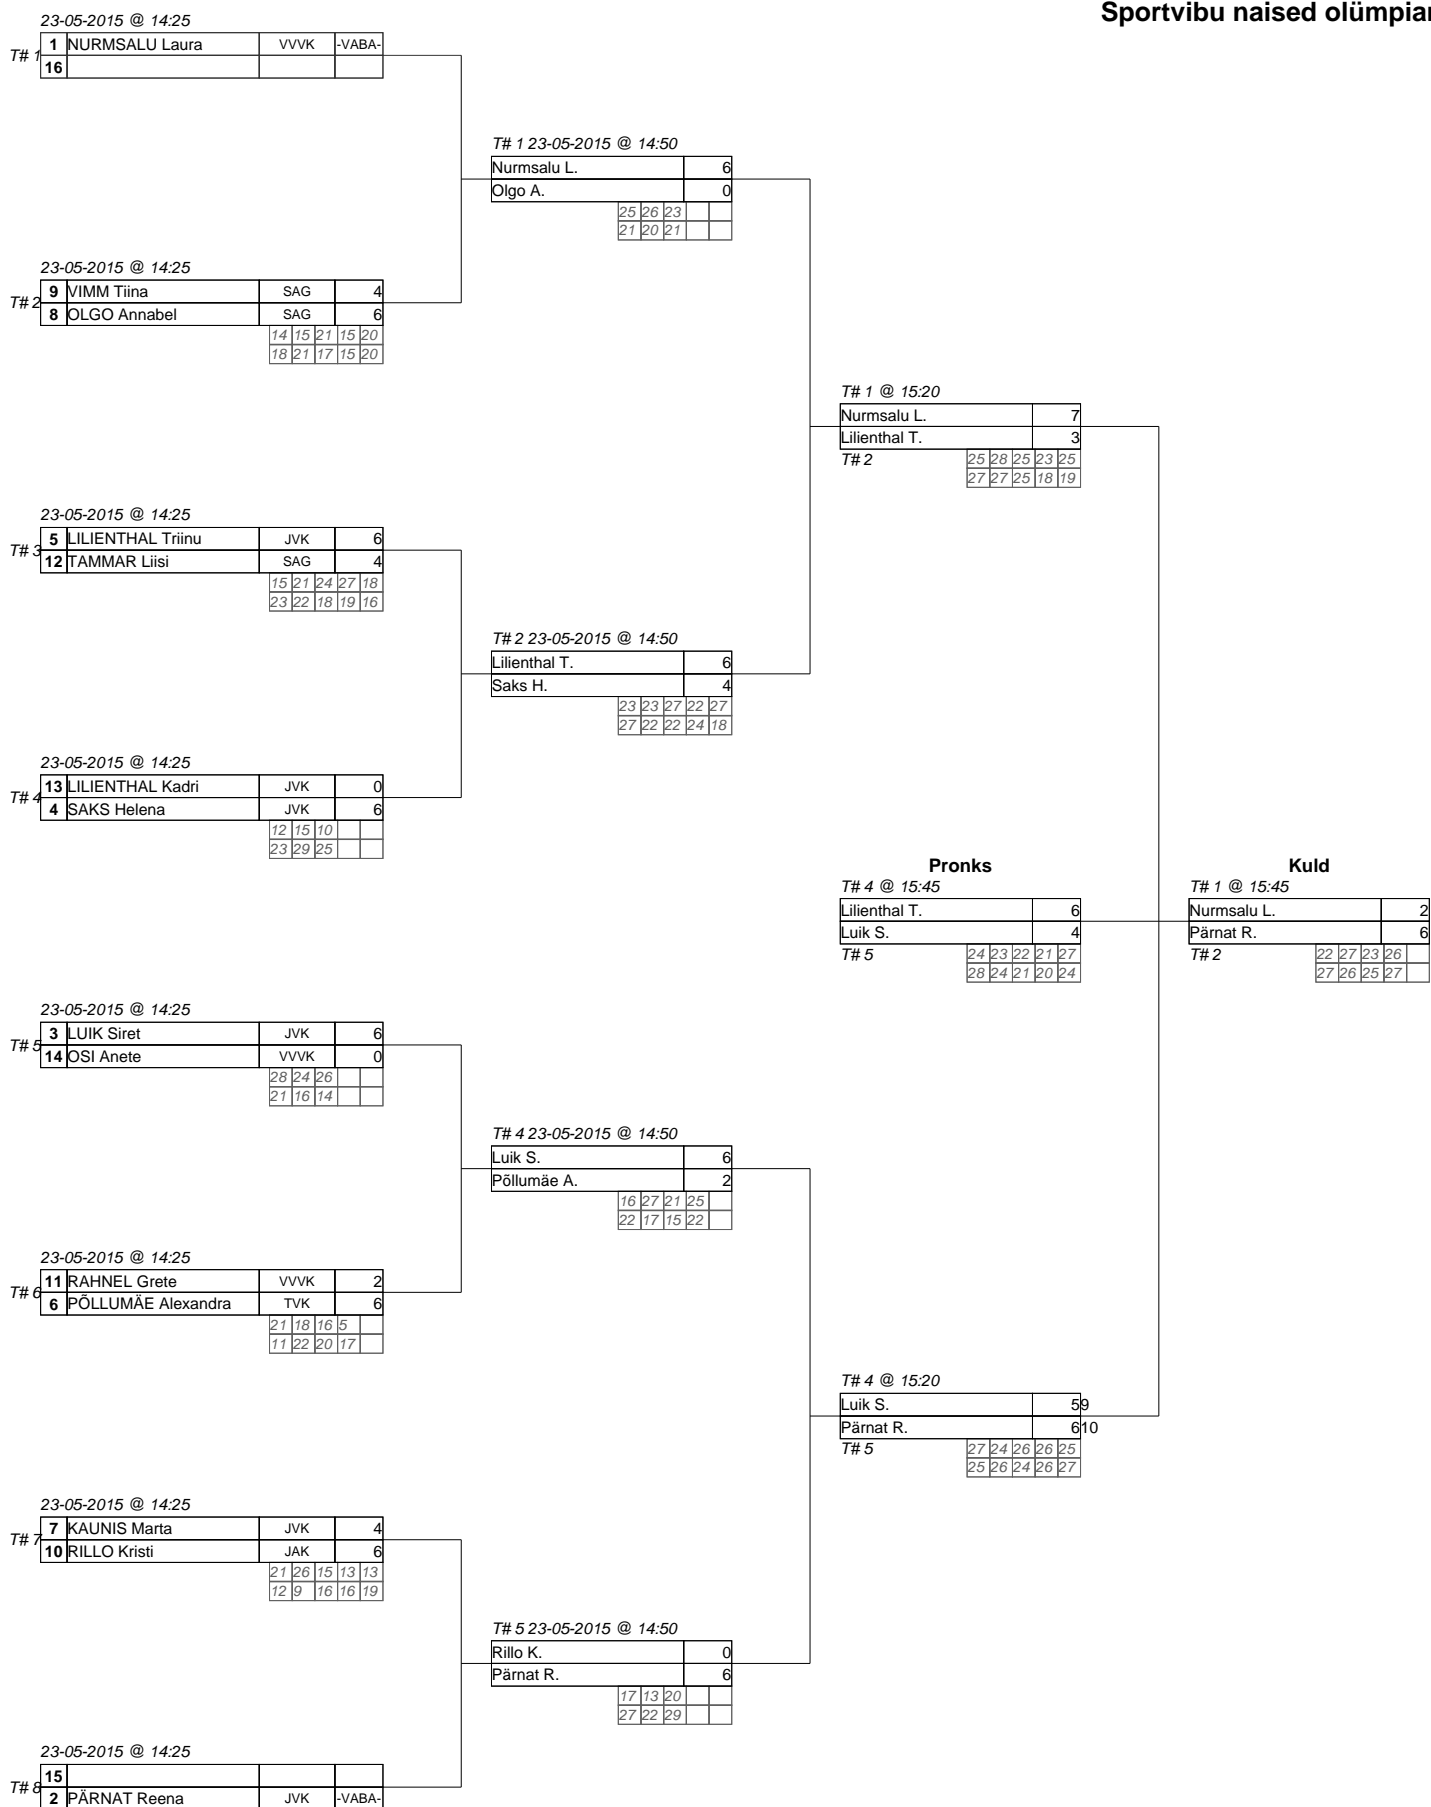 Sportvibu naised olümpiar
23-05-2015 @ 14:25
T# 1
1 NURMSALU Laura VVVK -VABA-
16
T# 1 23-05-2015 @ 14:50
Nurmsalu L. 6
Olgo A. 0
25 26 23
21 20 21
23-05-2015 @ 14:25
T# 2
9 VIMM Tiina SAG 4
8 OLGO Annabel SAG 6
14 15 21 15 20
18 21 17 15 20
T# 1 @ 15:20
Nurmsalu L. 7
Lilienthal T. 3
T# 2 25 28 25 23 25
27 27 25 18 19
23-05-2015 @ 14:25
T# 3
5 LILIENTHAL Triinu JVK 6
12 TAMMAR Liisi SAG 4
15 21 24 27 18
23 22 18 19 16
T# 2 23-05-2015 @ 14:50
Lilienthal T. 6
Saks H. 4
23 23 27 22 27
27 22 22 24 18
23-05-2015 @ 14:25
T# 4
13 LILIENTHAL Kadri JVK 0
4 SAKS Helena JVK 6
12 15 10
23 29 25
Pronks
T# 4 @ 15:45
Lilienthal T. 6
Luik S. 4
T# 5 24 23 22 21 27
28 24 21 20 24
Kuld
T# 1 @ 15:45
Nurmsalu L. 2
Pärnat R. 6
T# 2 22 27 23 26
27 26 25 27
23-05-2015 @ 14:25
T# 5
3 LUIK Siret JVK 6
14 OSI Anete VVVK 0
28 24 26
21 16 14
T# 4 23-05-2015 @ 14:50
Luik S. 6
Põllumäe A. 2
16 27 21 25
22 17 15 22
23-05-2015 @ 14:25
T# 6
11 RAHNEL Grete VVVK 2
6 PÕLLUMÄE Alexandra TVK 6
21 18 16 5
11 22 20 17
T# 4 @ 15:20
Luik S. 5 9
Pärnat R. 6 10
T# 5 27 24 26 26 25
25 26 24 26 27
23-05-2015 @ 14:25
T# 7
7 KAUNIS Marta JVK 4
10 RILLO Kristi JAK 6
21 26 15 13 13
12 9 16 16 19
T# 5 23-05-2015 @ 14:50
Rillo K. 0
Pärnat R. 6
17 13 20
27 22 29
23-05-2015 @ 14:25
T# 8
15
2 PÄRNAT Reena JVK -VABA-